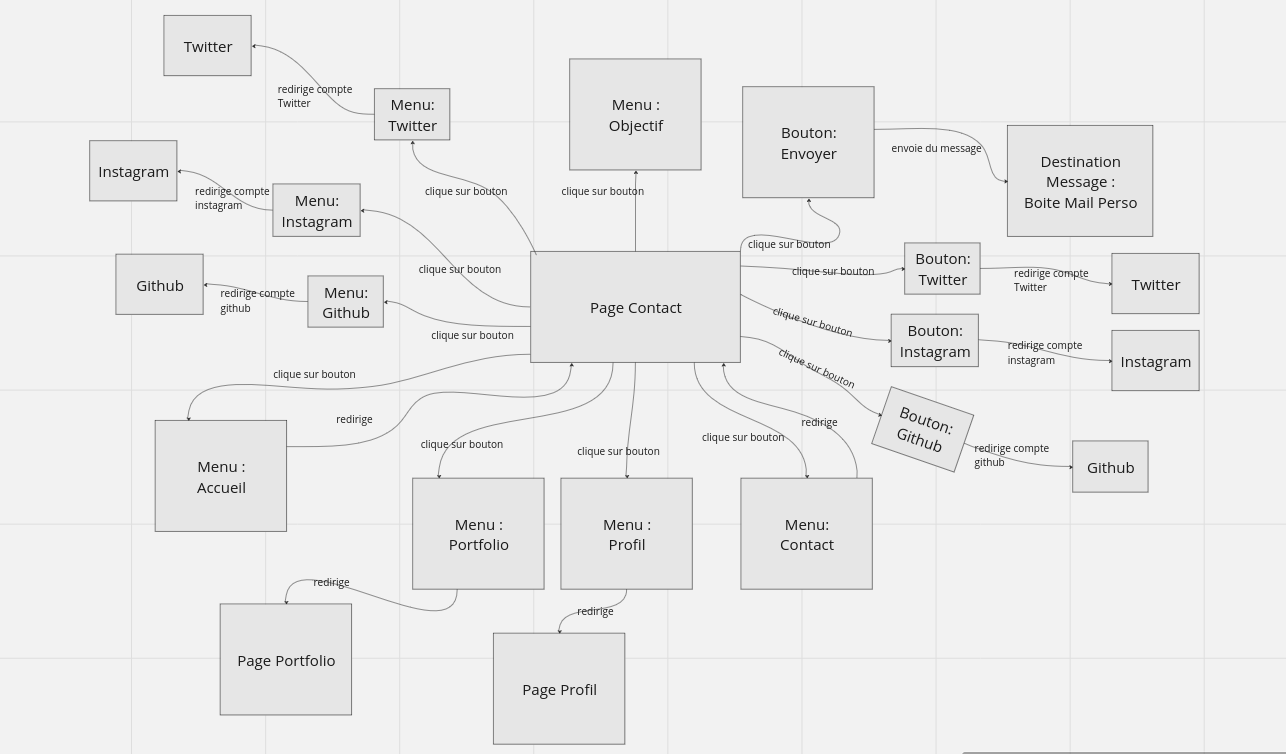 Twitter
redirige compte
Twitter
Menu:
Twitter
Menu :
Objectif
Bouton:
Envoyer
envoie du message
Destination
Message :
Boite Mail Perso
Instagram
redirige compte
instagram
Menu:
Instagram
clique sur bouton
clique sur bouton
clique sur bouton
clique sur bouton
Github
redirige compte
github
Menu:
Github
clique sur bouton
clique sur bouton
Page Contact
clique sur bouton
Bouton:
Twitter
redirige compte
Twitter
Twitter
clique sur bouton
Bouton:
Instagram
redirige compte
instagram
Instagram
clique sur bouton
Bouton:
Github
redirige compte
github
Github
clique sur bouton
redirige
Menu :
Accueil
clique sur bouton
clique sur bouton
clique sur bouton
redirige
Menu :
Portfolio
Menu :
Profil
Menu:
Contact
redirige
redirige
Page Portfolio
Page Profil